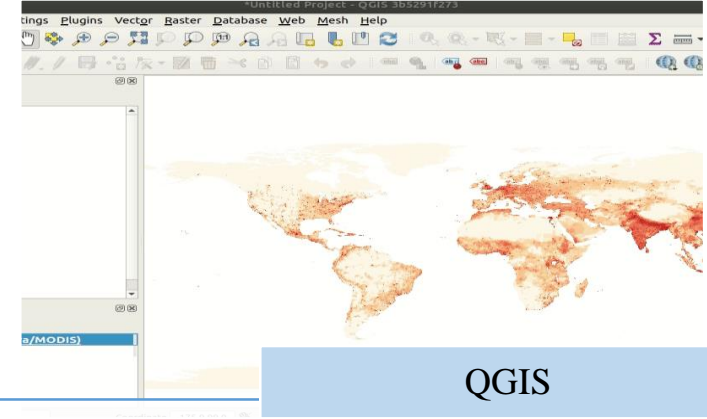 *Untitled Project - QGIS 3b5291f273
tings Plugins Vector Raster Database Web Mesh Help
a/MODIS)
QGIS